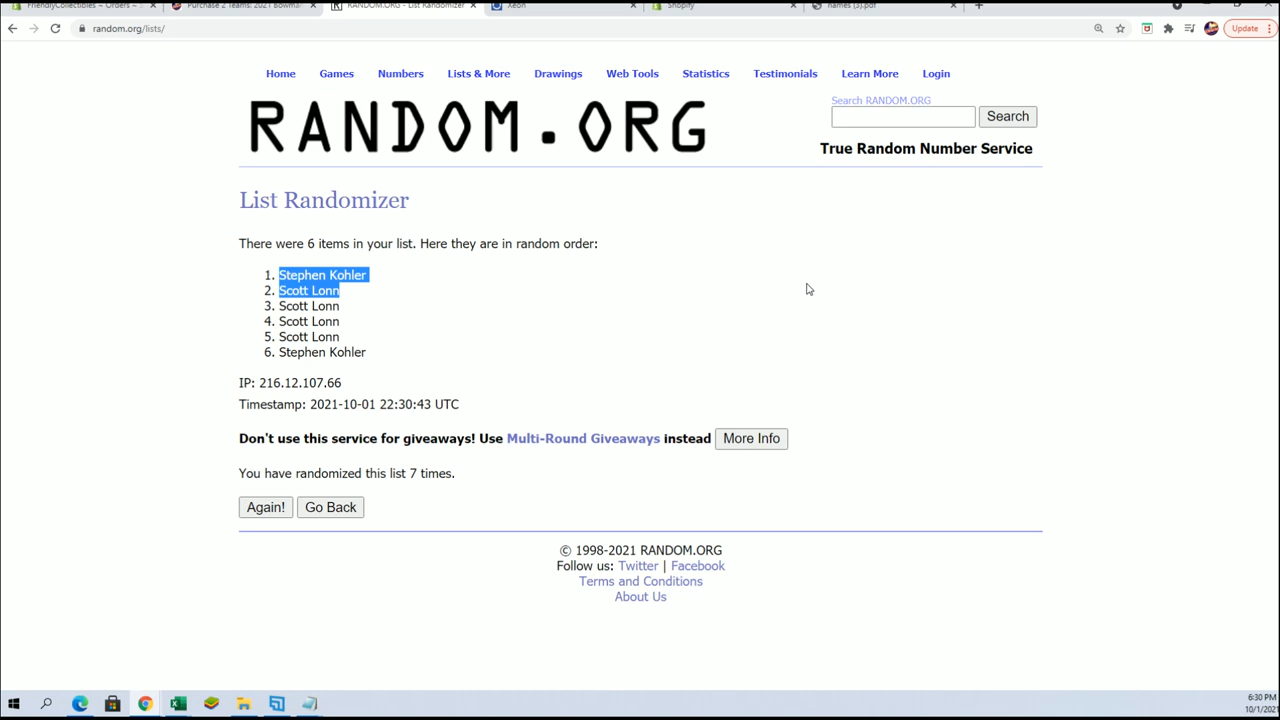 FriendlyCollectibles ~ Orders ~ S
Purchase 2 Teams: 2021 Bowman
RANDOM.ORG - List Randomizer
Xeon
Shopify
names (3).pdf
random.org/lists/
Update
Home Games Numbers Lists & More Drawings Web Tools Statistics Testimonials Learn More Login
RANDOM.ORG
Search RANDOM.ORG
Search
True Random Number Service
List Randomizer
There were 6 items in your list. Here they are in random order:
1. Stephen Kohler
2. Scott Lonn
3. Scott Lonn
4. Scott Lonn
5. Scott Lonn
6. Stephen Kohler
IP: 216.12.107.66
Timestamp: 2021-10-01 22:30:43 UTC
Don't use this service for giveaways! Use Multi-Round Giveaways instead More Info
You have randomized this list 7 times.
Again! Go Back
© 1998-2021 RANDOM.ORG
Follow us: Twitter | Facebook
Terms and Conditions
About Us
6:30 PM
10/1/2021